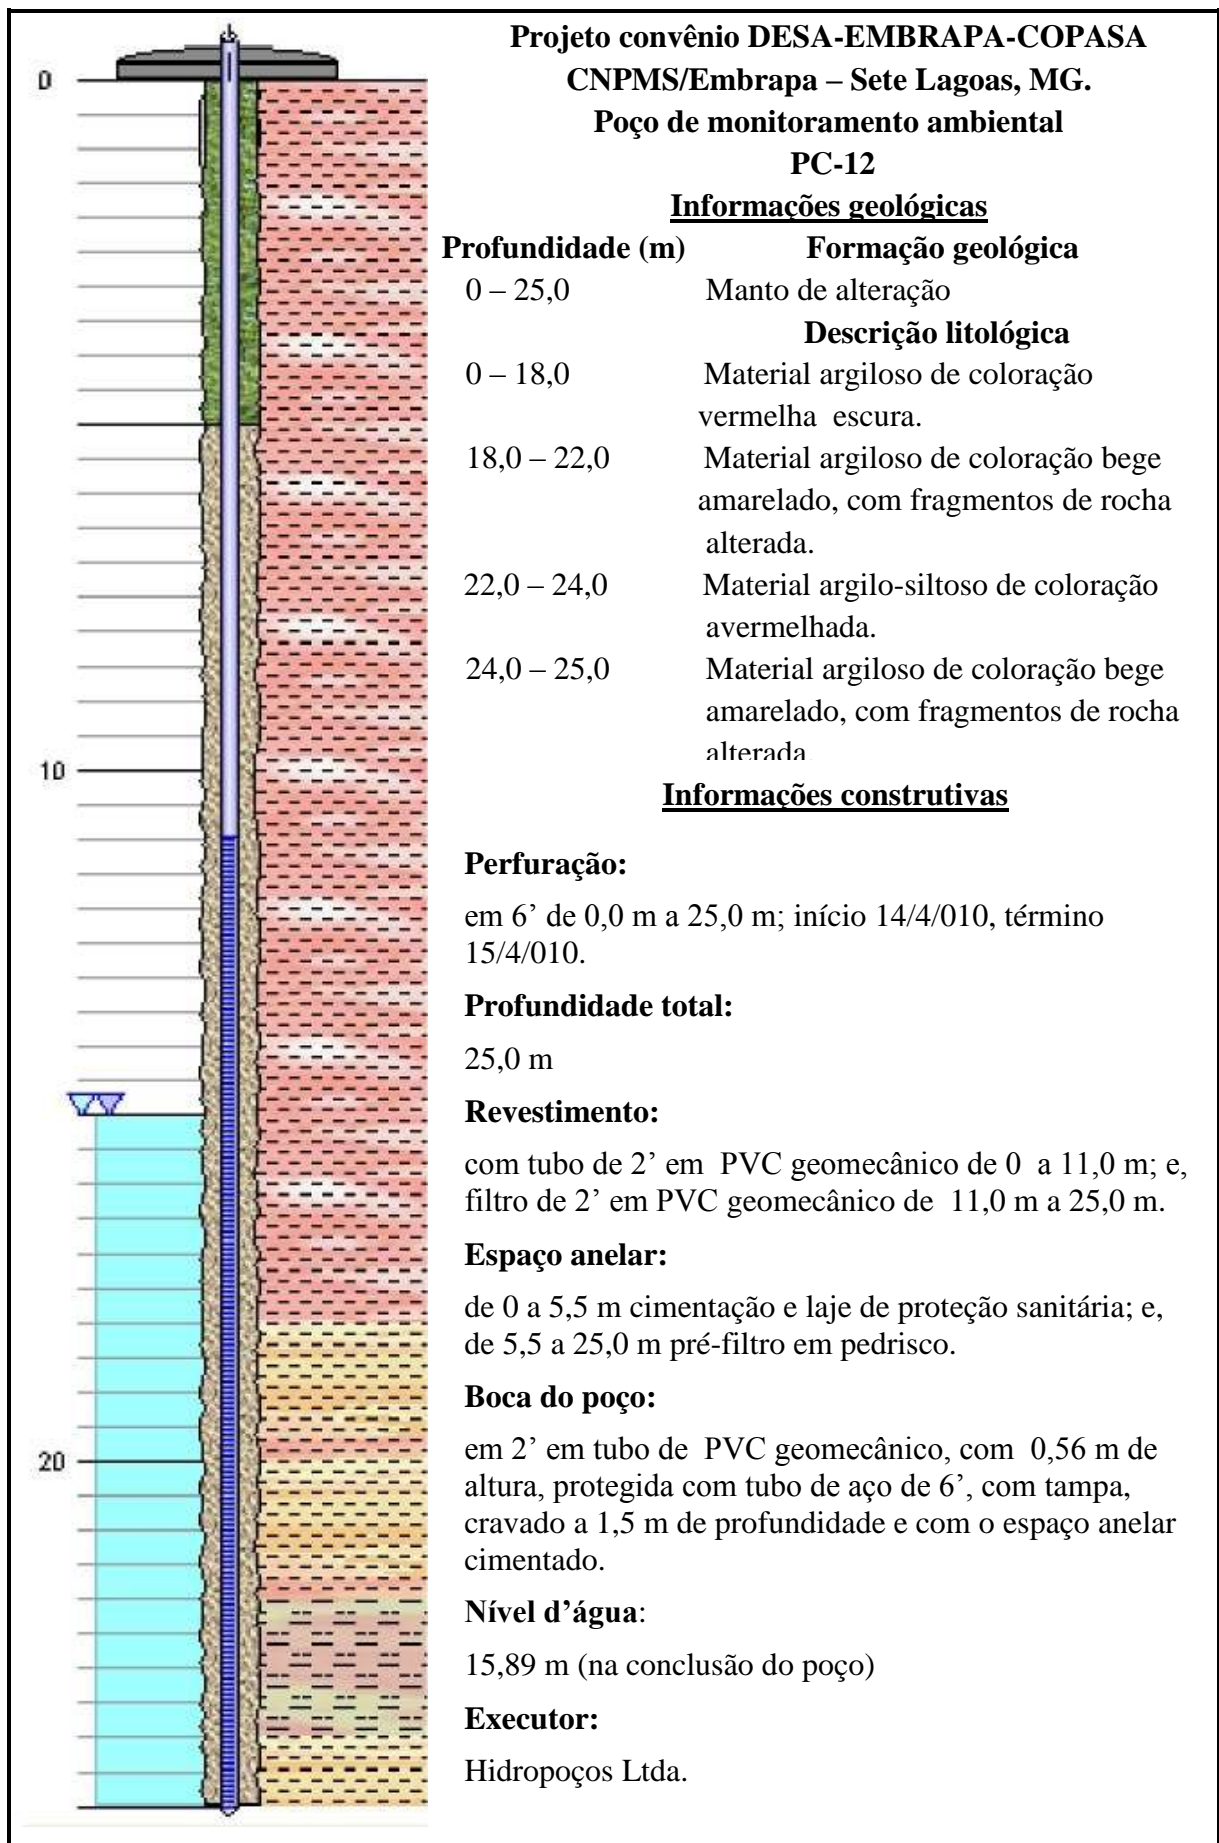 Projeto convênio DESA-EMBRAPA-COPASA
CNPMS/Embrapa – Sete Lagoas, MG.
Poço de monitoramento ambiental
PC-12
Informações geológicas
Profundidade (m) Formação geológica
0 – 25,0 Manto de alteração
Descrição litológica
0 – 18,0 Material argiloso de coloração
vermelha escura.
18,0 – 22,0 Material argiloso de coloração bege
amarelado, com fragmentos de rocha
alterada.
22,0 – 24,0 Material argilo-siltoso de coloração
avermelhada.
24,0 – 25,0 Material argiloso de coloração bege
amarelado, com fragmentos de rocha
alterada.
Informações construtivas
Perfuração:
em 6’ de 0,0 m a 25,0 m; início 14/4/010, término
15/4/010.
Profundidade total:
25,0 m
Revestimento:
com tubo de 2’ em PVC geomecânico de 0 a 11,0 m; e,
filtro de 2’ em PVC geomecânico de 11,0 m a 25,0 m.
Espaço anelar:
de 0 a 5,5 m cimentação e laje de proteção sanitária; e,
de 5,5 a 25,0 m pré-filtro em pedrisco.
Boca do poço:
em 2’ em tubo de PVC geomecânico, com 0,56 m de
altura, protegida com tubo de aço de 6’, com tampa,
cravado a 1,5 m de profundidade e com o espaço anelar
cimentado.
Nível d’água:
15,89 m (na conclusão do poço)
Executor:
Hidropoços Ltda.
0
10
20